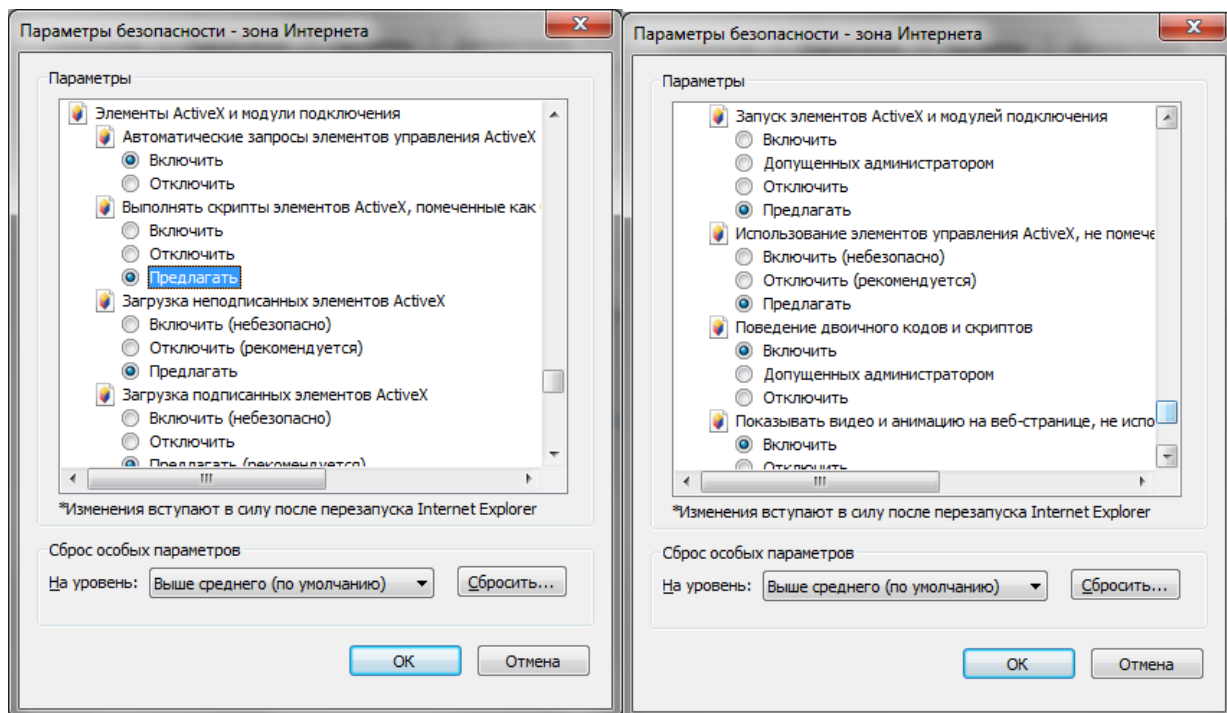 Параметры безопасности - зона Интернета
Параметры
Элементы ActiveX и модули подключения
Автоматические запросы элементов управления ActiveX
Включить
Отключить
Выполнять скрипты элементов ActiveX, помеченные как
Включить
Отключить
Предлагать
Загрузка неподписанных элементов ActiveX
Включить (небезопасно)
Отключить (рекомендуется)
Предлагать
Загрузка подписанных элементов ActiveX
Включить (небезопасно)
Отключить
Предлагать (рекомендуется)
*Изменения вступают в силу после перезапуска Internet Explorer
Сброс особых параметров
На уровень: Выше среднего (по умолчанию) Сбросить...
ОК Отмена
Параметры безопасности - зона Интернета
Параметры
Запуск элементов ActiveX и модулей подключения
Включить
Допущенных администратором
Отключить
Предлагать
Использование элементов управления ActiveX, не помече
Включить (небезопасно)
Отключить (рекомендуется)
Предлагать
Поведение двоичного кодов и скриптов
Включить
Допущенных администратором
Отключить
Показывать видео и анимацию на веб-странице, не испо
Включить
Отключить
*Изменения вступают в силу после перезапуска Internet Explorer
Сброс особых параметров
На уровень: Выше среднего (по умолчанию) Сбросить...
ОК Отмена